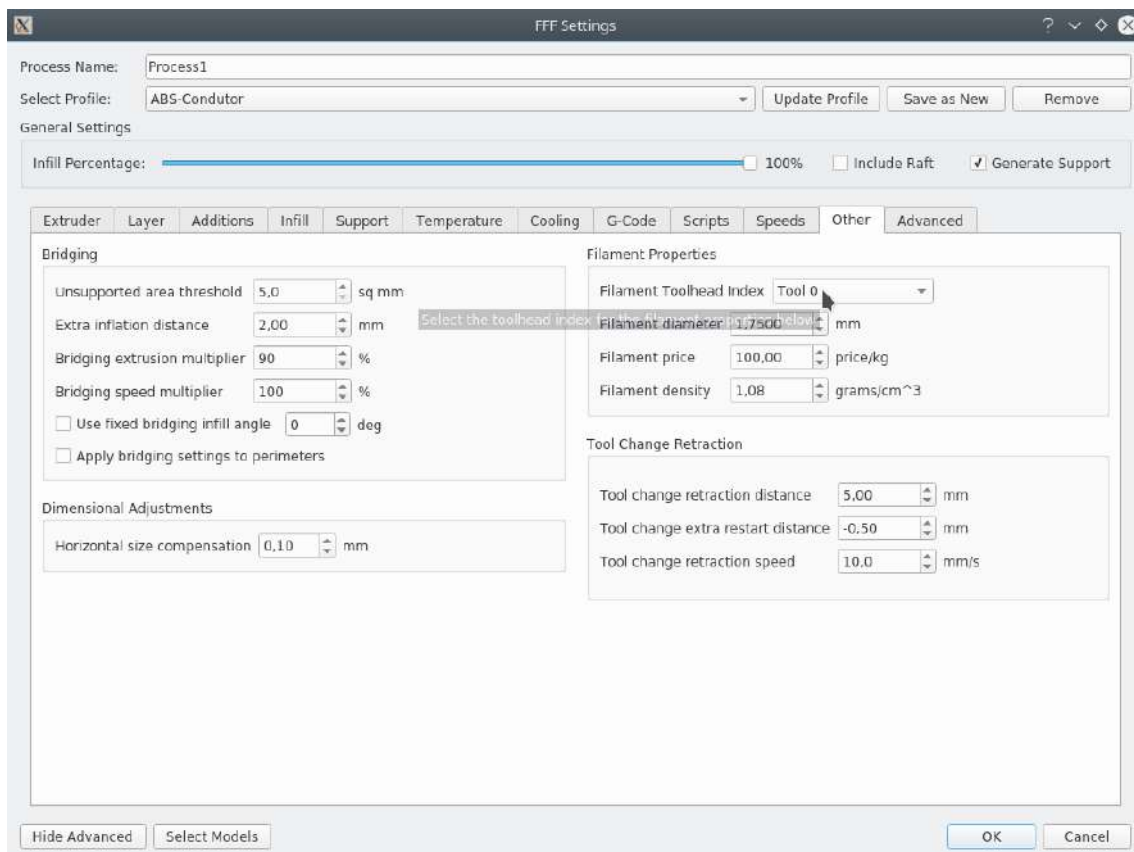 FFF Settings
Process Name: Process1
Select Profile: ABS-Condutor Update Profile Save as New Remove
General Settings
Infill Percentage: 100% Include Raft Generate Support
Extruder Layer Additions Infill Support Temperature Cooling G-Code Scripts Speeds Other Advanced
Bridging
Unsupported area threshold 5,0 sq mm
Extra inflation distance 2,00 mm
Bridging extrusion multiplier 90 %
Bridging speed multiplier 100 %
Use fixed bridging infill angle 0 deg
Apply bridging settings to perimeters
Dimensional Adjustments
Horizontal size compensation 0,10 mm
Filament Properties
Filament Toolhead Index Tool 0
Select the toolhead index for the filament properties below
Filament diameter 1,7500 mm
Filament price 100,00 price/kg
Filament density 1,08 grams/cm^3
Tool Change Retraction
Tool change retraction distance 5,00 mm
Tool change extra restart distance -0,50 mm
Tool change retraction speed 10,0 mm/s
Hide Advanced Select Models OK Cancel